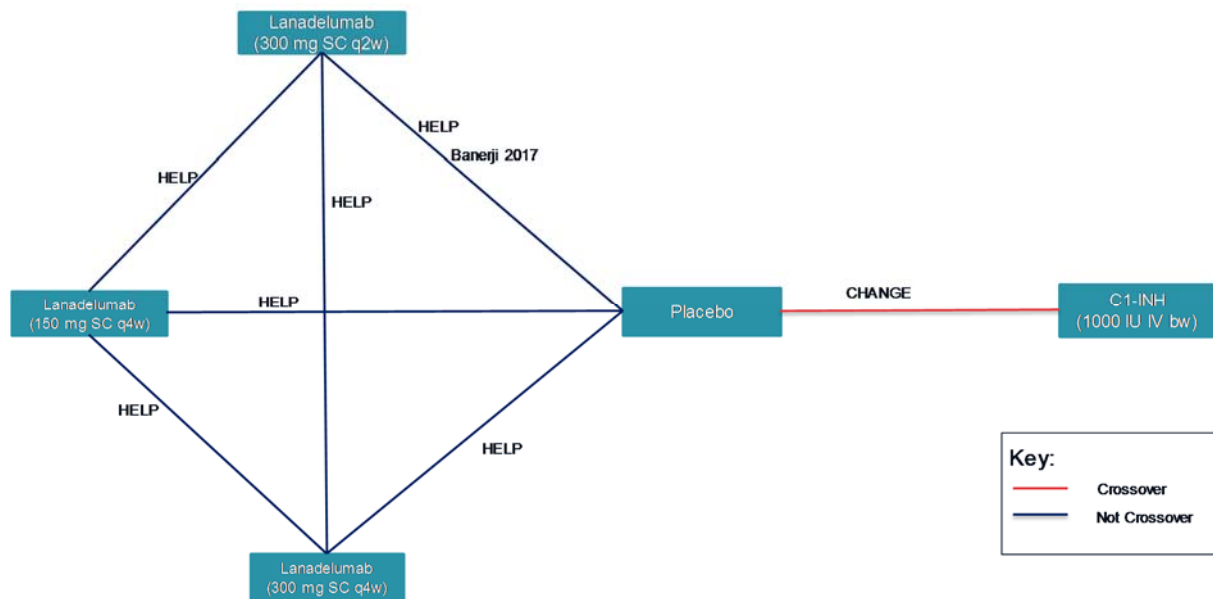 Lanadelumab
(300 mg SC q2w)
HELP
Banerji 2017
HELP
HELP
Lanadelumab
(150 mg SC q4w)
HELP
Placebo
CHANGE
C1-INH
(1000 IU IV bw)
HELP
HELP
Lanadelumab
(300 mg SC q4w)
Key:
Crossover
Not Crossover